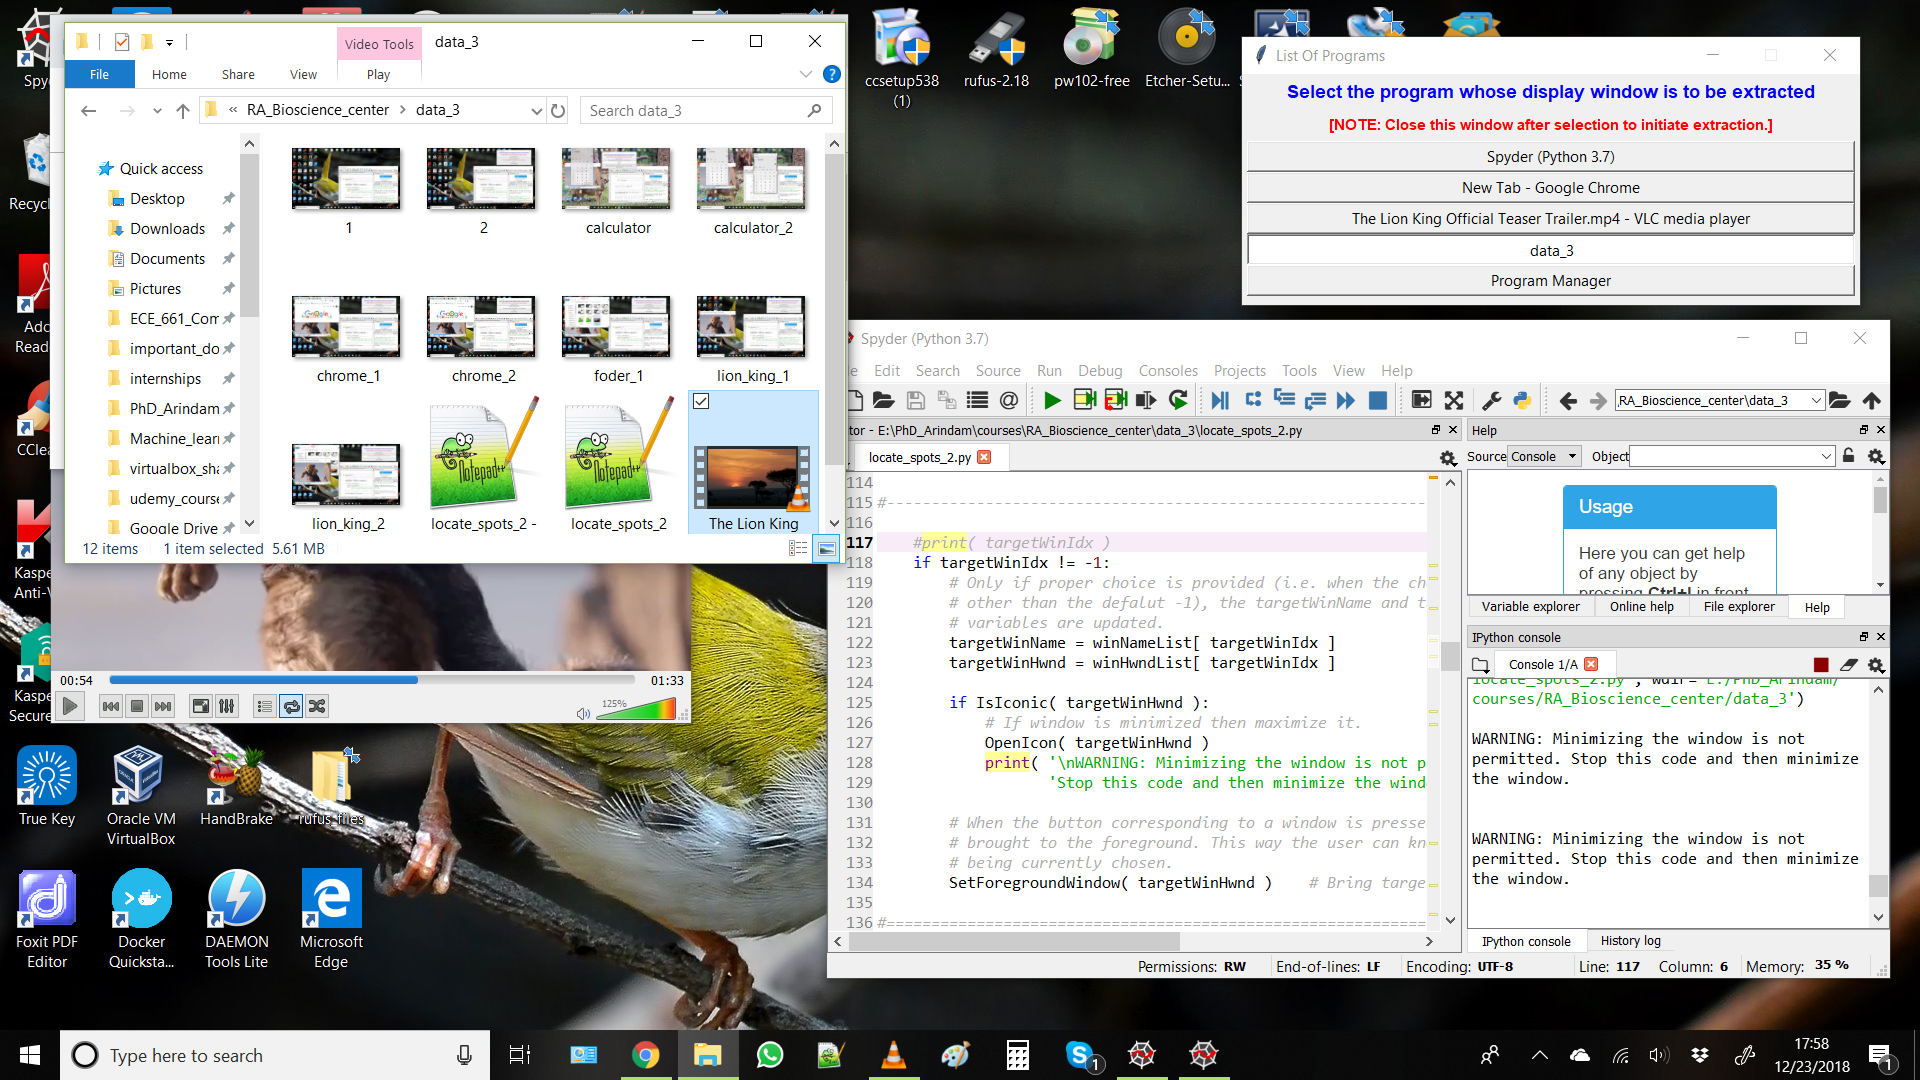 Video Tools
data_3
File
Home
Share
View
Play
« RA_Bioscience_center > data_3
Search data_3
Quick access
Desktop
Downloads
Documents
Pictures
ECE_661_Com
important_do
internships
PhD_Arindam
Machine_lear
virtualbox_sha
udemy_course
Google Drive
1
2
calculator
calculator_2
chrome_1
chrome_2
foder_1
lion_king_1
lion_king_2
locate_spots_2 -
locate_spots_2
The Lion King
12 items
1 item selected 5.61 MB
00:54
01:33
125%
Spy
Recycl
Ado
Reade
CClea
Kaspe
Anti-V
Kaspe
Secure
True Key
Oracle VM
VirtualBox
HandBrake
rufus_files
Foxit PDF
Editor
Docker
Quicksta...
DAEMON
Tools Lite
Microsoft
Edge
ccsetup538
(1)
rufus-2.18
pw102-free
Etcher-Setu...
List Of Programs
Select the program whose display window is to be extracted
[NOTE: Close this window after selection to initiate extraction.]
Spyder (Python 3.7)
New Tab - Google Chrome
The Lion King Official Teaser Trailer.mp4 - VLC media player
data_3
Program Manager
Spyder (Python 3.7)
Edit Search Source Run Debug Consoles Projects Tools View Help
RA_Bioscience_center\data_3
tor - E:\PhD_Arindam\courses\RA_Bioscience_center\data_3\locate_spots_2.py
locate_spots_2.py
114
115 #------------------------------------------------------------
116
117 #print( targetWinIdx )
118 if targetWinIdx != -1:
119 # Only if proper choice is provided (i.e. when the ch
120 # other than the defalut -1), the targetWinName and t
121 # variables are updated.
122 targetWinName = winNameList[ targetWinIdx ]
123 targetWinHwnd = winHwndList[ targetWinIdx ]
124
125 if IsIconic( targetWinHwnd ):
126 # If window is minimized then maximize it.
127 OpenIcon( targetWinHwnd )
128 print( '\nWARNING: Minimizing the window is not p
129 'Stop this code and then minimize the wind
130
131 # When the button corresponding to a window is presse
132 # brought to the foreground. This way the user can kn
133 # being currently chosen.
134 SetForegroundWindow( targetWinHwnd ) # Bring targe
135
136 #============================================================
Help
Source Console Object
Usage
Here you can get help
of any object by
pressing Ctrl+I in front
Variable explorer
Online help
File explorer
Help
IPython console
Console 1/A
locate_spots_2.py', wdir='E:/PhD_Arindam/
courses/RA_Bioscience_center/data_3')
WARNING: Minimizing the window is not
permitted. Stop this code and then minimize
the window.
WARNING: Minimizing the window is not
permitted. Stop this code and then minimize
the window.
IPython console
History log
Permissions: RW
End-of-lines: LF
Encoding: UTF-8
Line: 117
Column: 6
Memory: 35 %
Type here to search
1
17:58
12/23/2018
1